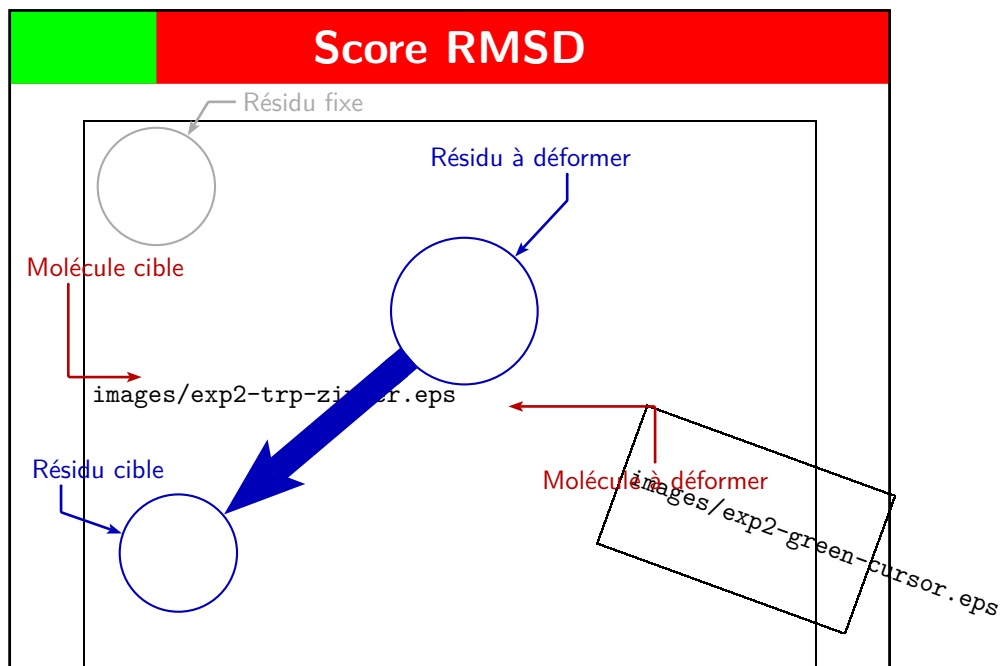 Score RMSD
Résidu fixe
Résidu à déformer
Molécule cible
images/exp2-trp-zipper.eps
Résidu cible
Molécule à déformer
images/exp2-green-cursor.eps